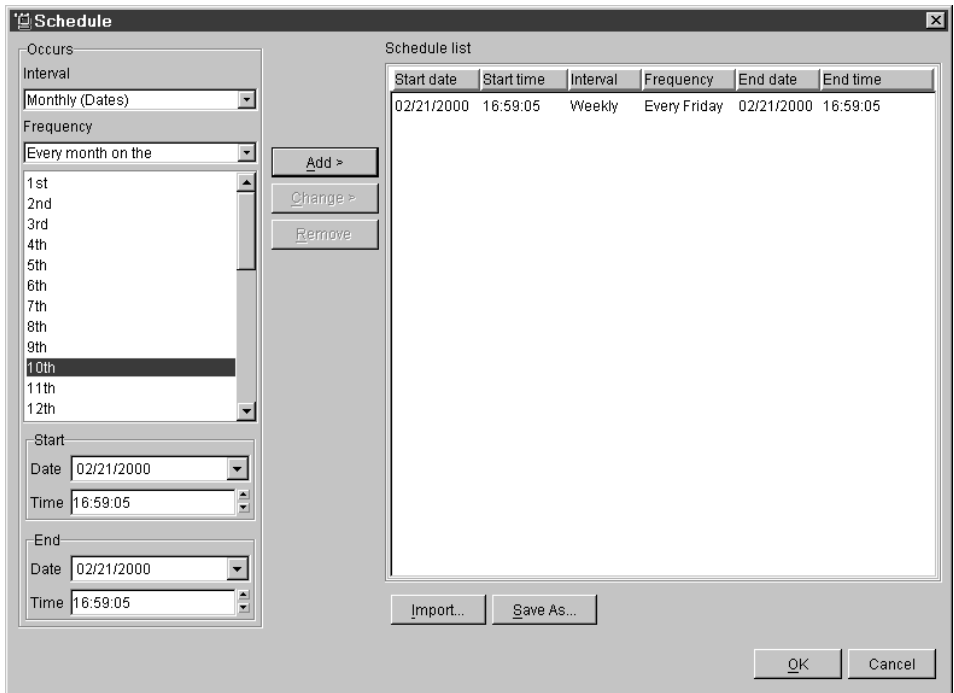 Schedule
Occurs
Interval
Monthly (Dates)
Frequency
Every month on the
1st
2nd
3rd
4th
5th
6th
7th
8th
9th
10th
11th
12th
Start
Date 02/21/2000
Time 16:59:05
End
Date 02/21/2000
Time 16:59:05
Add >
Change >
Remove
Schedule list
Start date Start time Interval Frequency End date End time
02/21/2000 16:59:05 Weekly Every Friday 02/21/2000 16:59:05
Import... Save As...
OK Cancel